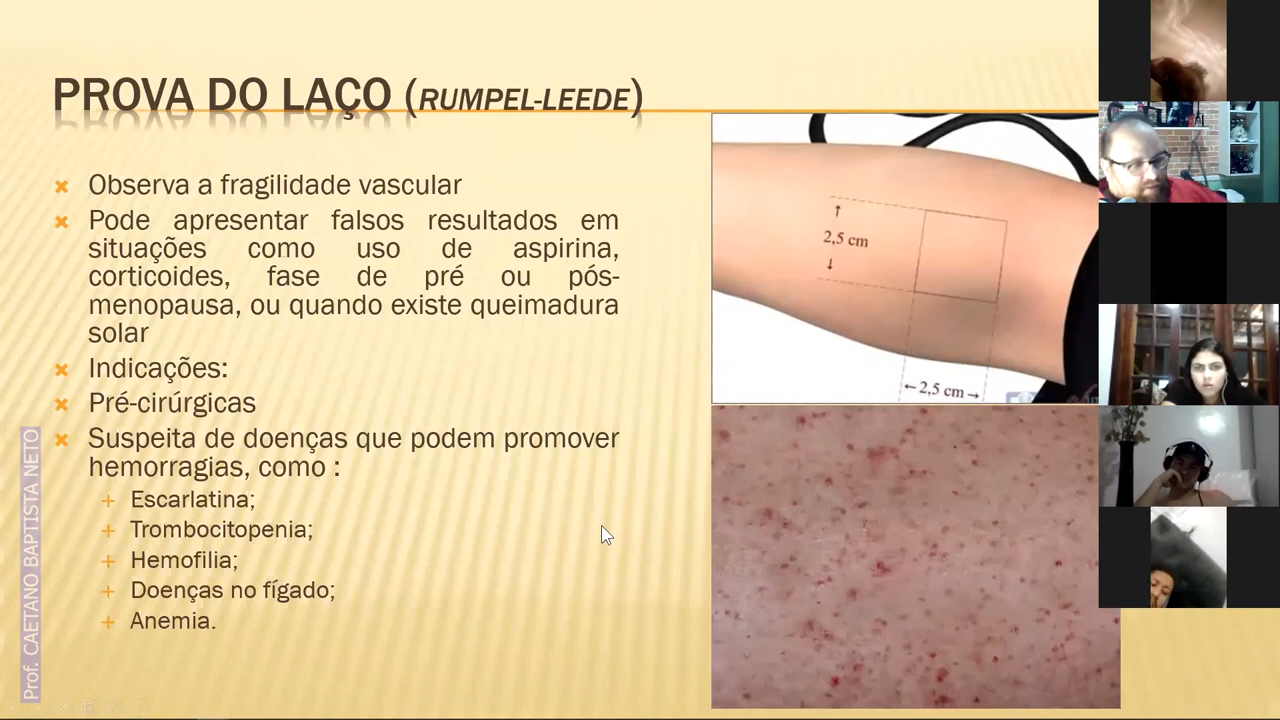 PROVA DO LAÇO (RUMPEL-LEEDE)
Observa a fragilidade vascular
Pode apresentar falsos resultados em
situações como uso de aspirina,
corticoides, fase de pré ou pós-
menopausa, ou quando existe queimadura
solar
Indicações:
Pré-cirúrgicas
Suspeita de doenças que podem promover
hemorragias, como :
Escarlatina;
Trombocitopenia;
Hemofilia;
Doenças no fígado;
Anemia.
2,5 cm
2,5 cm
Prof. CAETANO BAPTISTA NETO